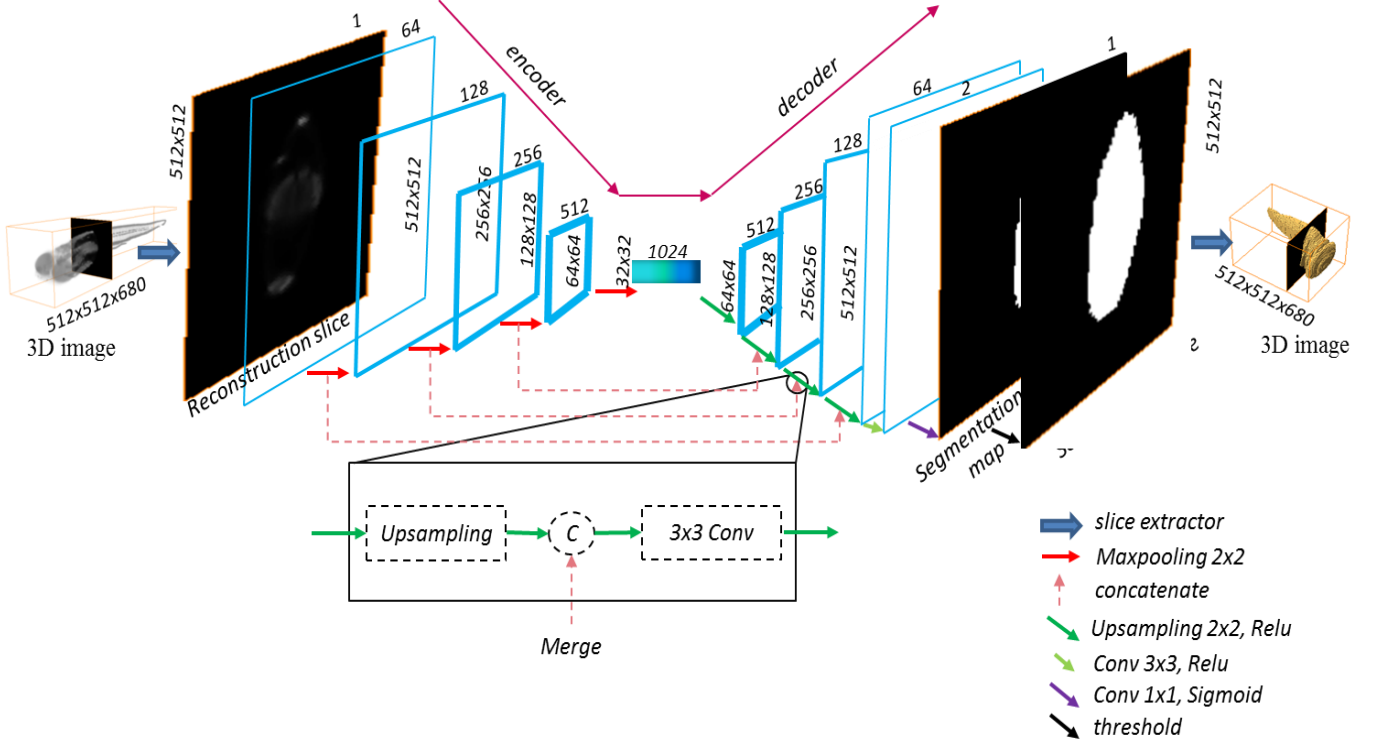 1
64
128
256
512
512x512
512x512
256x256
128x128
64x64
32x32
1024
encoder
decoder
512x512x680
3D image
Reconstruction slice
512
256
128
64
2
1
64x64
128x128
256x256
512x512
512x512
Segmentation
map
512x512x680
3D image
Upsampling
C
3x3 Conv
Merge
slice extractor
Maxpooling 2x2
concatenate
Upsampling 2x2, Relu
Conv 3x3, Relu
Conv 1x1, Sigmoid
threshold